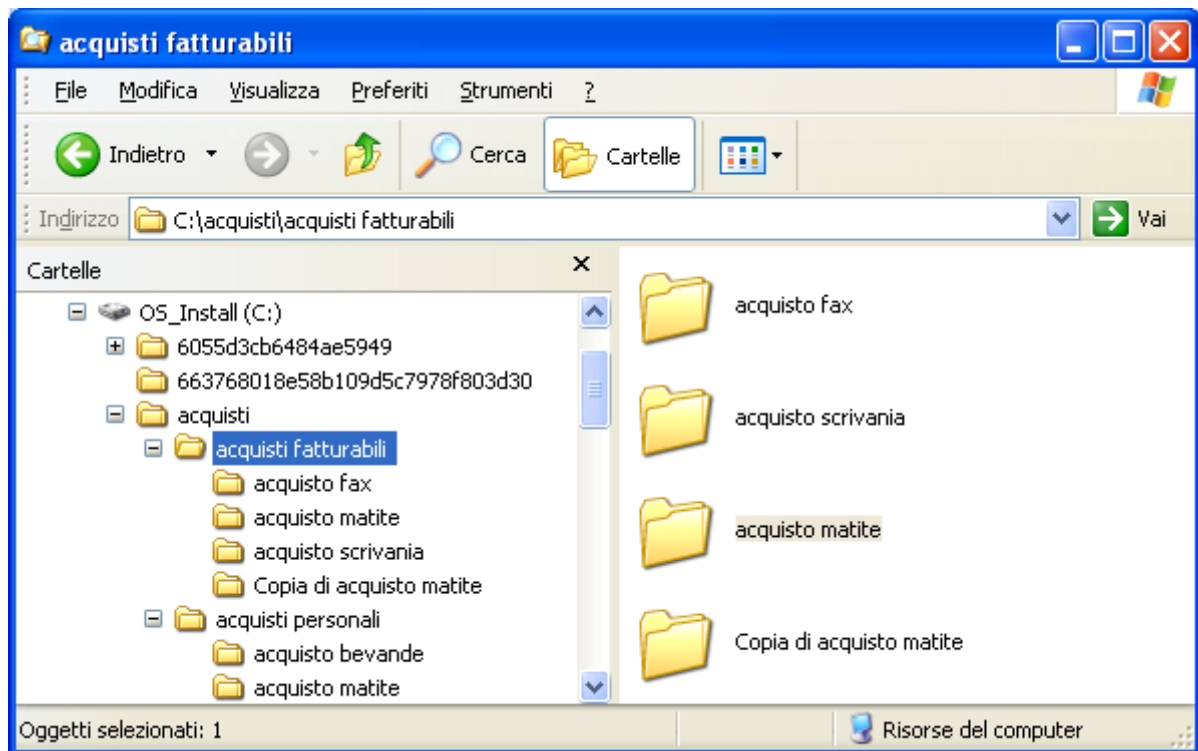 acquisti fatturabili
File Modifica Visualizza Preferiti Strumenti ?
Indietro Cerca Cartelle
Indirizzo C:\acquisti\acquisti fatturabili Vai
Cartelle
OS_Install (C:)
6055d3cb6484ae5949
663768018e58b109d5c7978f803d30
acquisti
acquisti fatturabili
acquisto fax
acquisto matite
acquisto scrivania
Copia di acquisto matite
acquisti personali
acquisto bevande
acquisto matite
acquisto fax
acquisto scrivania
acquisto matite
Copia di acquisto matite
Oggetti selezionati: 1 Risorse del computer